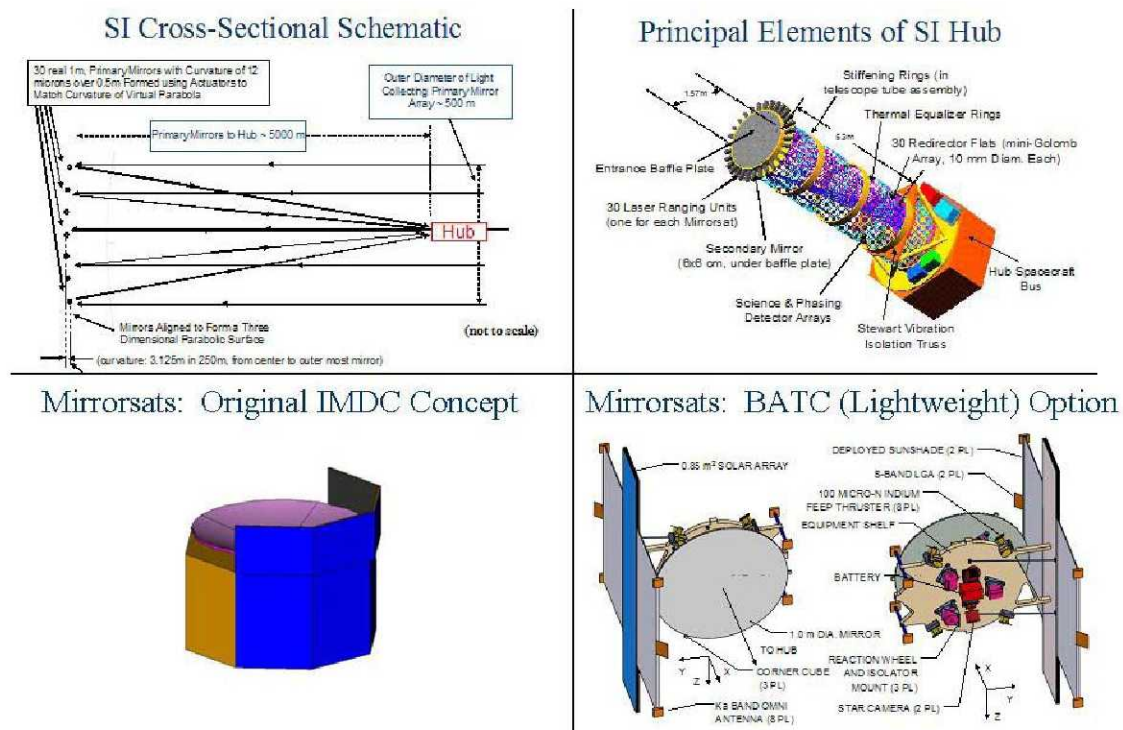 SI Cross-Sectional Schematic
30 real 1m, Primary Mirrors with Curvature of 12
microns over 0.5m Formed using Actuators to
Match Curvature of Virtual Parabola
Outer Diameter of Light
Collecting Primary Mirror
Array ~ 500 m
Primary Mirrors to Hub ~ 5000 m
Hub
Mirrors Aligned to Form a Three
Dimensional Parabolic Surface
(not to scale)
(curvature: 3.125m in 250m, from center to outer most mirror)
Principal Elements of SI Hub
Stiffening Rings (in
telescope tube assembly)
1.57m
Thermal Equalizer Rings
5.3m
30 Redirector Flats (mini-Golomb
Array, 10 mm Diam. Each)
Entrance Baffle Plate
30 Laser Ranging Units
(one for each Mirrorsat)
Secondary Mirror
(6x6 cm, under baffle plate)
Hub Spacecraft
Bus
Science & Phasing
Detector Arrays
Stewart Vibration
Isolation Truss
Mirrorsats: Original IMDC Concept
Mirrorsats: BATC (Lightweight) Option
0.85 m² SOLAR ARRAY
DEPLOYED SUNSHADE (2 PL)
S-BAND LGA (2 PL)
100 MICRO-N INDIUM
FEEP THRUSTER (8 PL)
EQUIPMENT SHELF
BATTERY
1.0 m DIA. MIRROR
TO HUB
Y
X
Z
CORNER CUBE
(3 PL)
REACTION WHEEL
AND ISOLATOR
MOUNT (3 PL)
STAR CAMERA (2 PL)
Ka BAND OMNI
ANTENNA (8 PL)
X
Y
Z